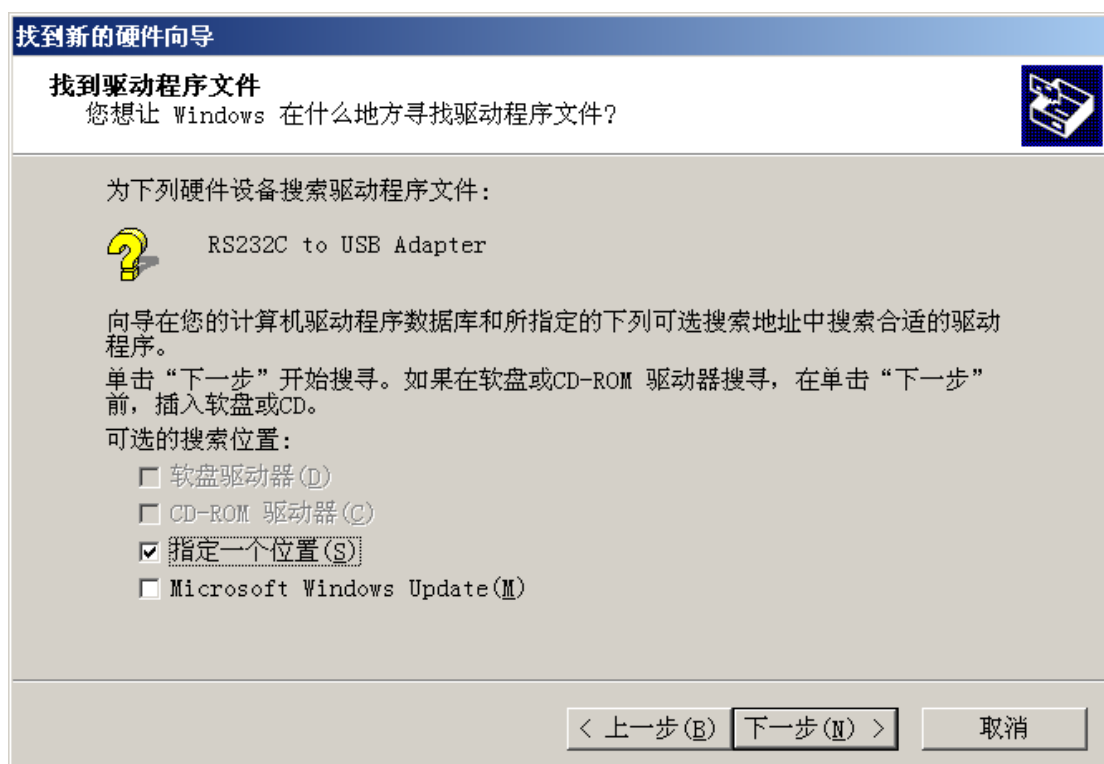 找到新的硬件向导
找到驱动程序文件
您想让 Windows 在什么地方寻找驱动程序文件?
为下列硬件设备搜索驱动程序文件:
RS232C to USB Adapter
向导在您的计算机驱动程序数据库和所指定的下列可选搜索地址中搜索合适的驱动
程序。
单击“下一步”开始搜寻。如果在软盘或CD-ROM 驱动器搜寻，在单击“下一步”
前，插入软盘或CD。
可选的搜索位置:
软盘驱动器(D)
CD-ROM 驱动器(C)
指定一个位置(S)
Microsoft Windows Update(M)
< 上一步(B) 下一步(N) > 取消